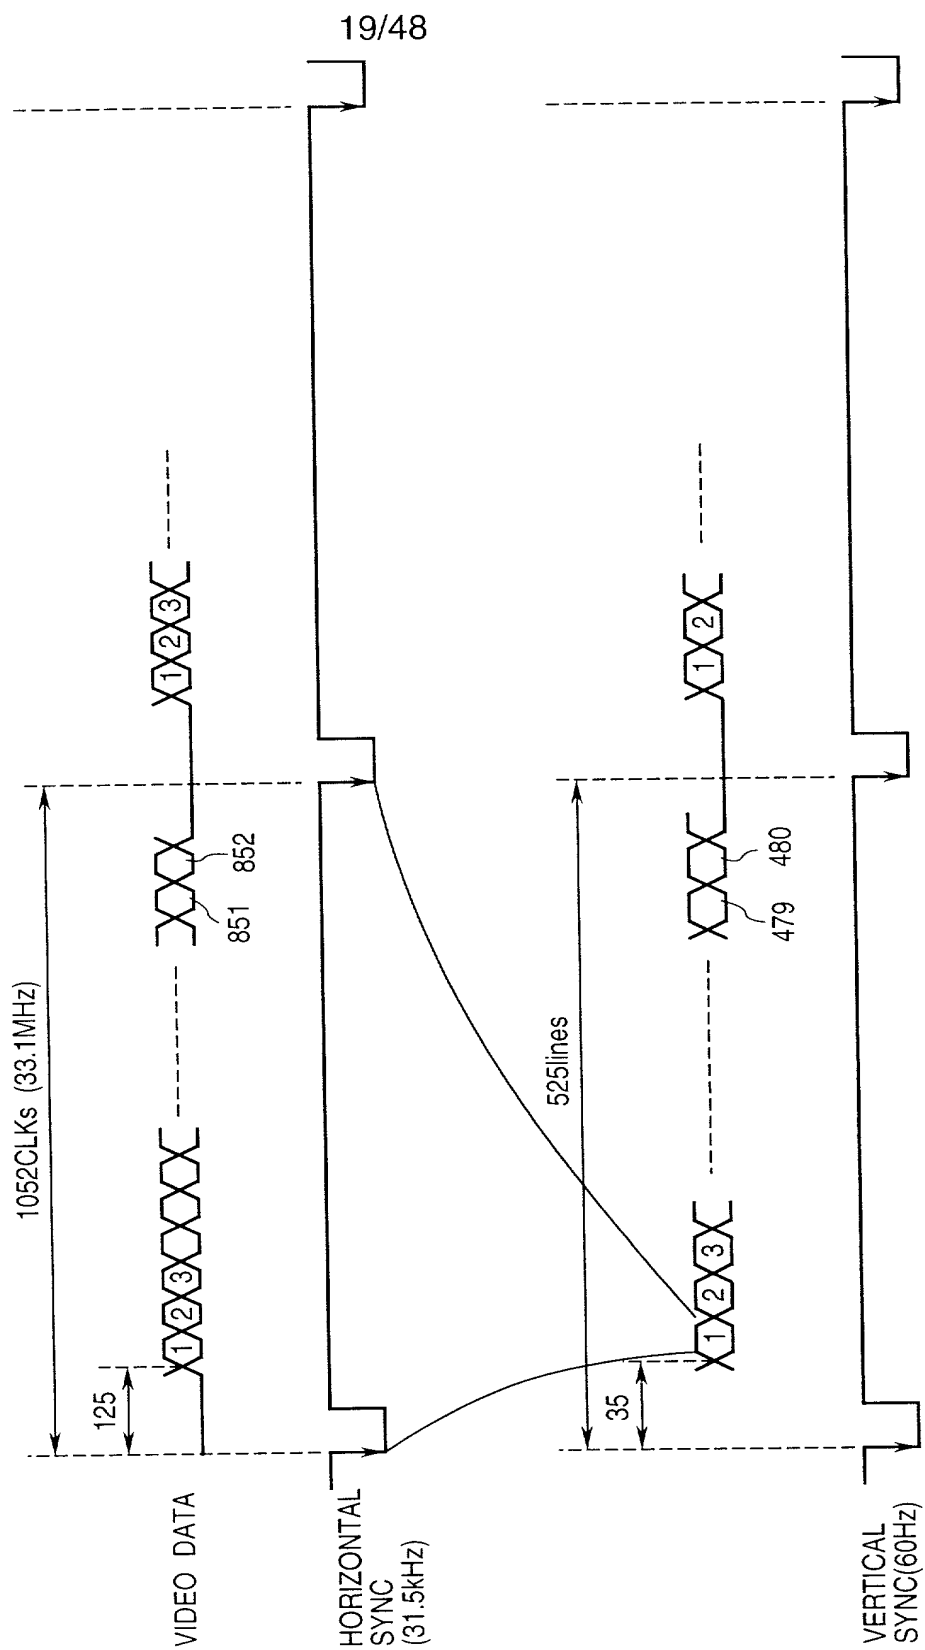 19/48
1052CLKs (33.1MHz)
125
VIDEO DATA
1 2 3
851
852
1 2 3
HORIZONTAL
SYNC
(31.5kHz)
525lines
35
1 2 3
479
480
1 2
VERTICAL
SYNC(60Hz)